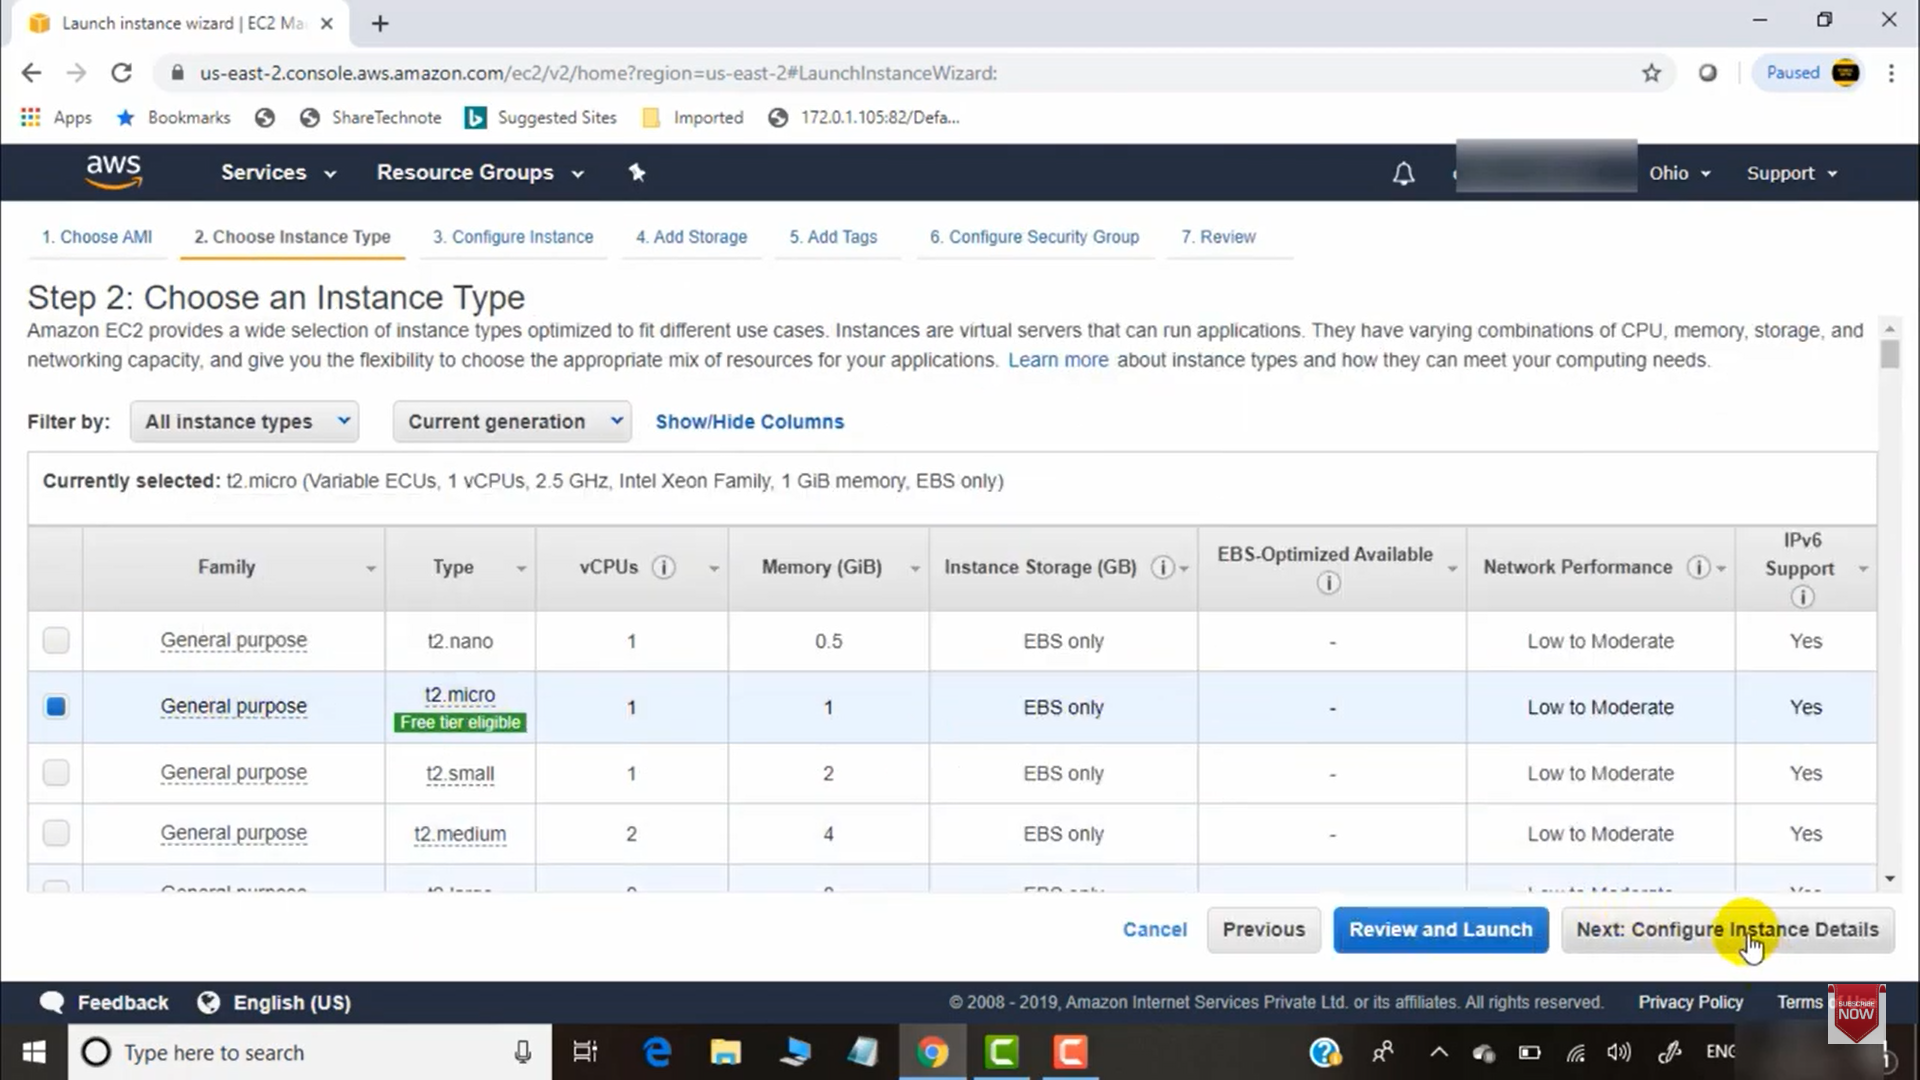 Launch instance wizard | EC2 Ma
us-east-2.console.aws.amazon.com/ec2/v2/home?region=us-east-2#LaunchInstanceWizard:
Paused
Apps
Bookmarks
ShareTechnote
Suggested Sites
Imported
172.0.1.105:82/Defa...
aws
Services
Resource Groups
Ohio
Support
1. Choose AMI
2. Choose Instance Type
3. Configure Instance
4. Add Storage
5. Add Tags
6. Configure Security Group
7. Review
Step 2: Choose an Instance Type
Amazon EC2 provides a wide selection of instance types optimized to fit different use cases. Instances are virtual servers that can run applications. They have varying combinations of CPU, memory, storage, and
networking capacity, and give you the flexibility to choose the appropriate mix of resources for your applications. Learn more about instance types and how they can meet your computing needs.
Filter by: All instance types Current generation Show/Hide Columns
Currently selected: t2.micro (Variable ECUs, 1 vCPUs, 2.5 GHz, Intel Xeon Family, 1 GiB memory, EBS only)
Family Type vCPUs Memory (GiB) Instance Storage (GB) EBS-Optimized Available Network Performance IPv6 Support
General purpose t2.nano 1 0.5 EBS only - Low to Moderate Yes
General purpose t2.micro 1 1 EBS only - Low to Moderate Yes
Free tier eligible
General purpose t2.small 1 2 EBS only - Low to Moderate Yes
General purpose t2.medium 2 4 EBS only - Low to Moderate Yes
Cancel Previous Review and Launch Next: Configure Instance Details
Feedback English (US) © 2008 - 2019, Amazon Internet Services Private Ltd. or its affiliates. All rights reserved. Privacy Policy Terms
SUBSCRIBE
NOW
Type here to search
ENG